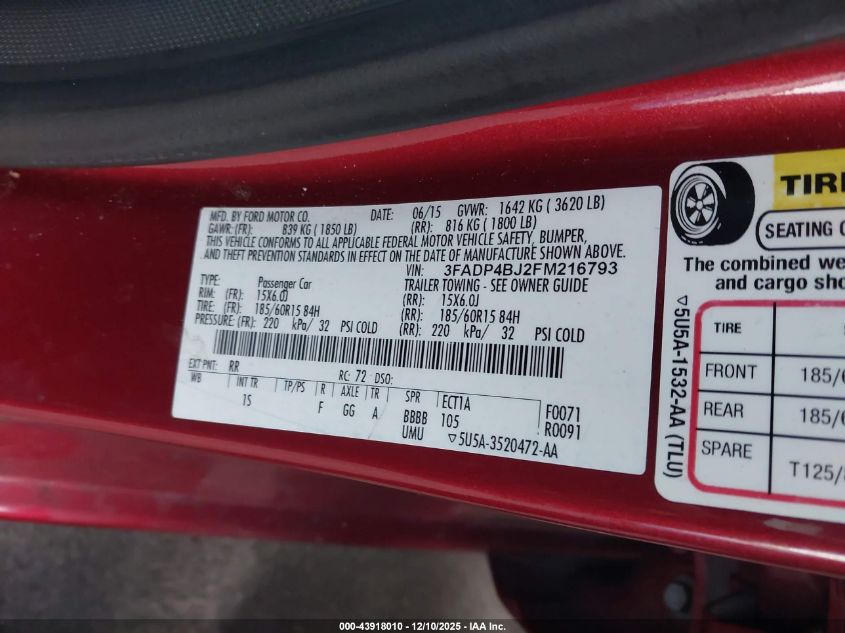 MFD. BY FORD MOTOR CO. DATE: 06/15 GVWR: 1642 KG ( 3620 LB)
GAWR: (FR): 839 KG ( 1850 LB) (RR): 816 KG ( 1800 LB)
THIS VEHICLE CONFORMS TO ALL APPLICABLE FEDERAL MOTOR VEHICLE SAFETY, BUMPER,
AND THEFT PREVENTION STANDARDS IN EFFECT ON THE DATE OF MANUFACTURE SHOWN ABOVE.
VIN: 3FADP4BJ2FM216793
TYPE: Passenger Car TRAILER TOWING - SEE OWNER GUIDE
RIM: (FR): 15X6.0J (RR): 15X6.0J
TIRE: (FR): 185/60R15 84H (RR): 185/60R15 84H
PRESSURE: (FR): 220 kPa/ 32 PSI COLD (RR): 220 kPa/ 32 PSI COLD
EXT PNT: RR RC: 72 DSO:
WB INT TR TP/PS R AXLE TR SPR ECT1A F0071
15 F GG A BBBB 105 R0091
UMU ▽5U5A-3520472-AA
TIR
SEATING
The combined we
and cargo sho
▽5U5A-1532-AA (TLU)
TIRE
FRONT 185/6
REAR 185/6
SPARE T125/
000-43918010 - 12/10/2025 - IAA Inc.